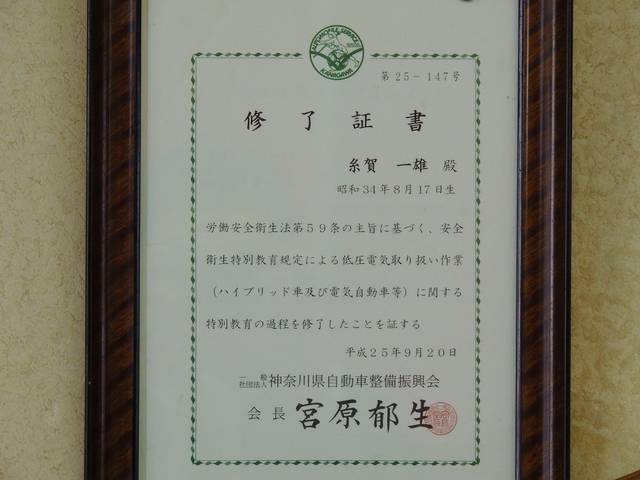 第25－147号
修了証書
糸賀 一雄 殿
昭和34年8月17日生
労働安全衛生法第59条の主旨に基づく、安全
衛生特別教育規定による低圧電気取り扱い作業
（ハイブリッド車及び電気自動車等）に関する
特別教育の過程を修了したことを証する
平成25年9月20日
一般社団法人神奈川県自動車整備振興会
会長 宮原郁生